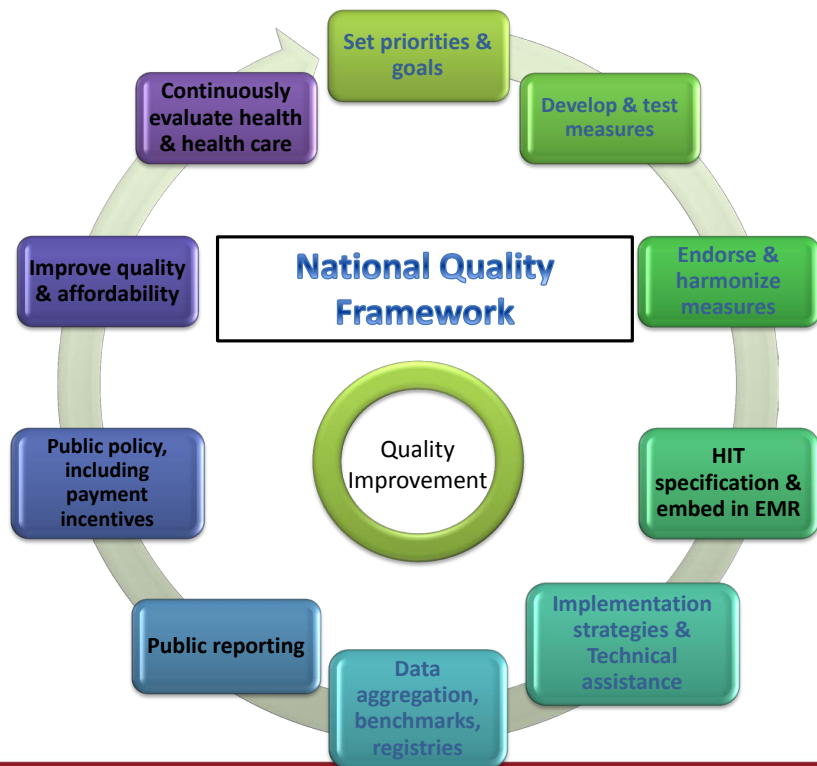 Set priorities &
goals
Develop & test
measures
Endorse &
harmonize
measures
HIT
specification &
embed in EMR
Implementation
strategies &
Technical
assistance
Data
aggregation,
benchmarks,
registries
Public reporting
Public policy,
including
payment
incentives
Improve quality
& affordability
Continuously
evaluate health
& health care
National Quality
Framework
Quality
Improvement